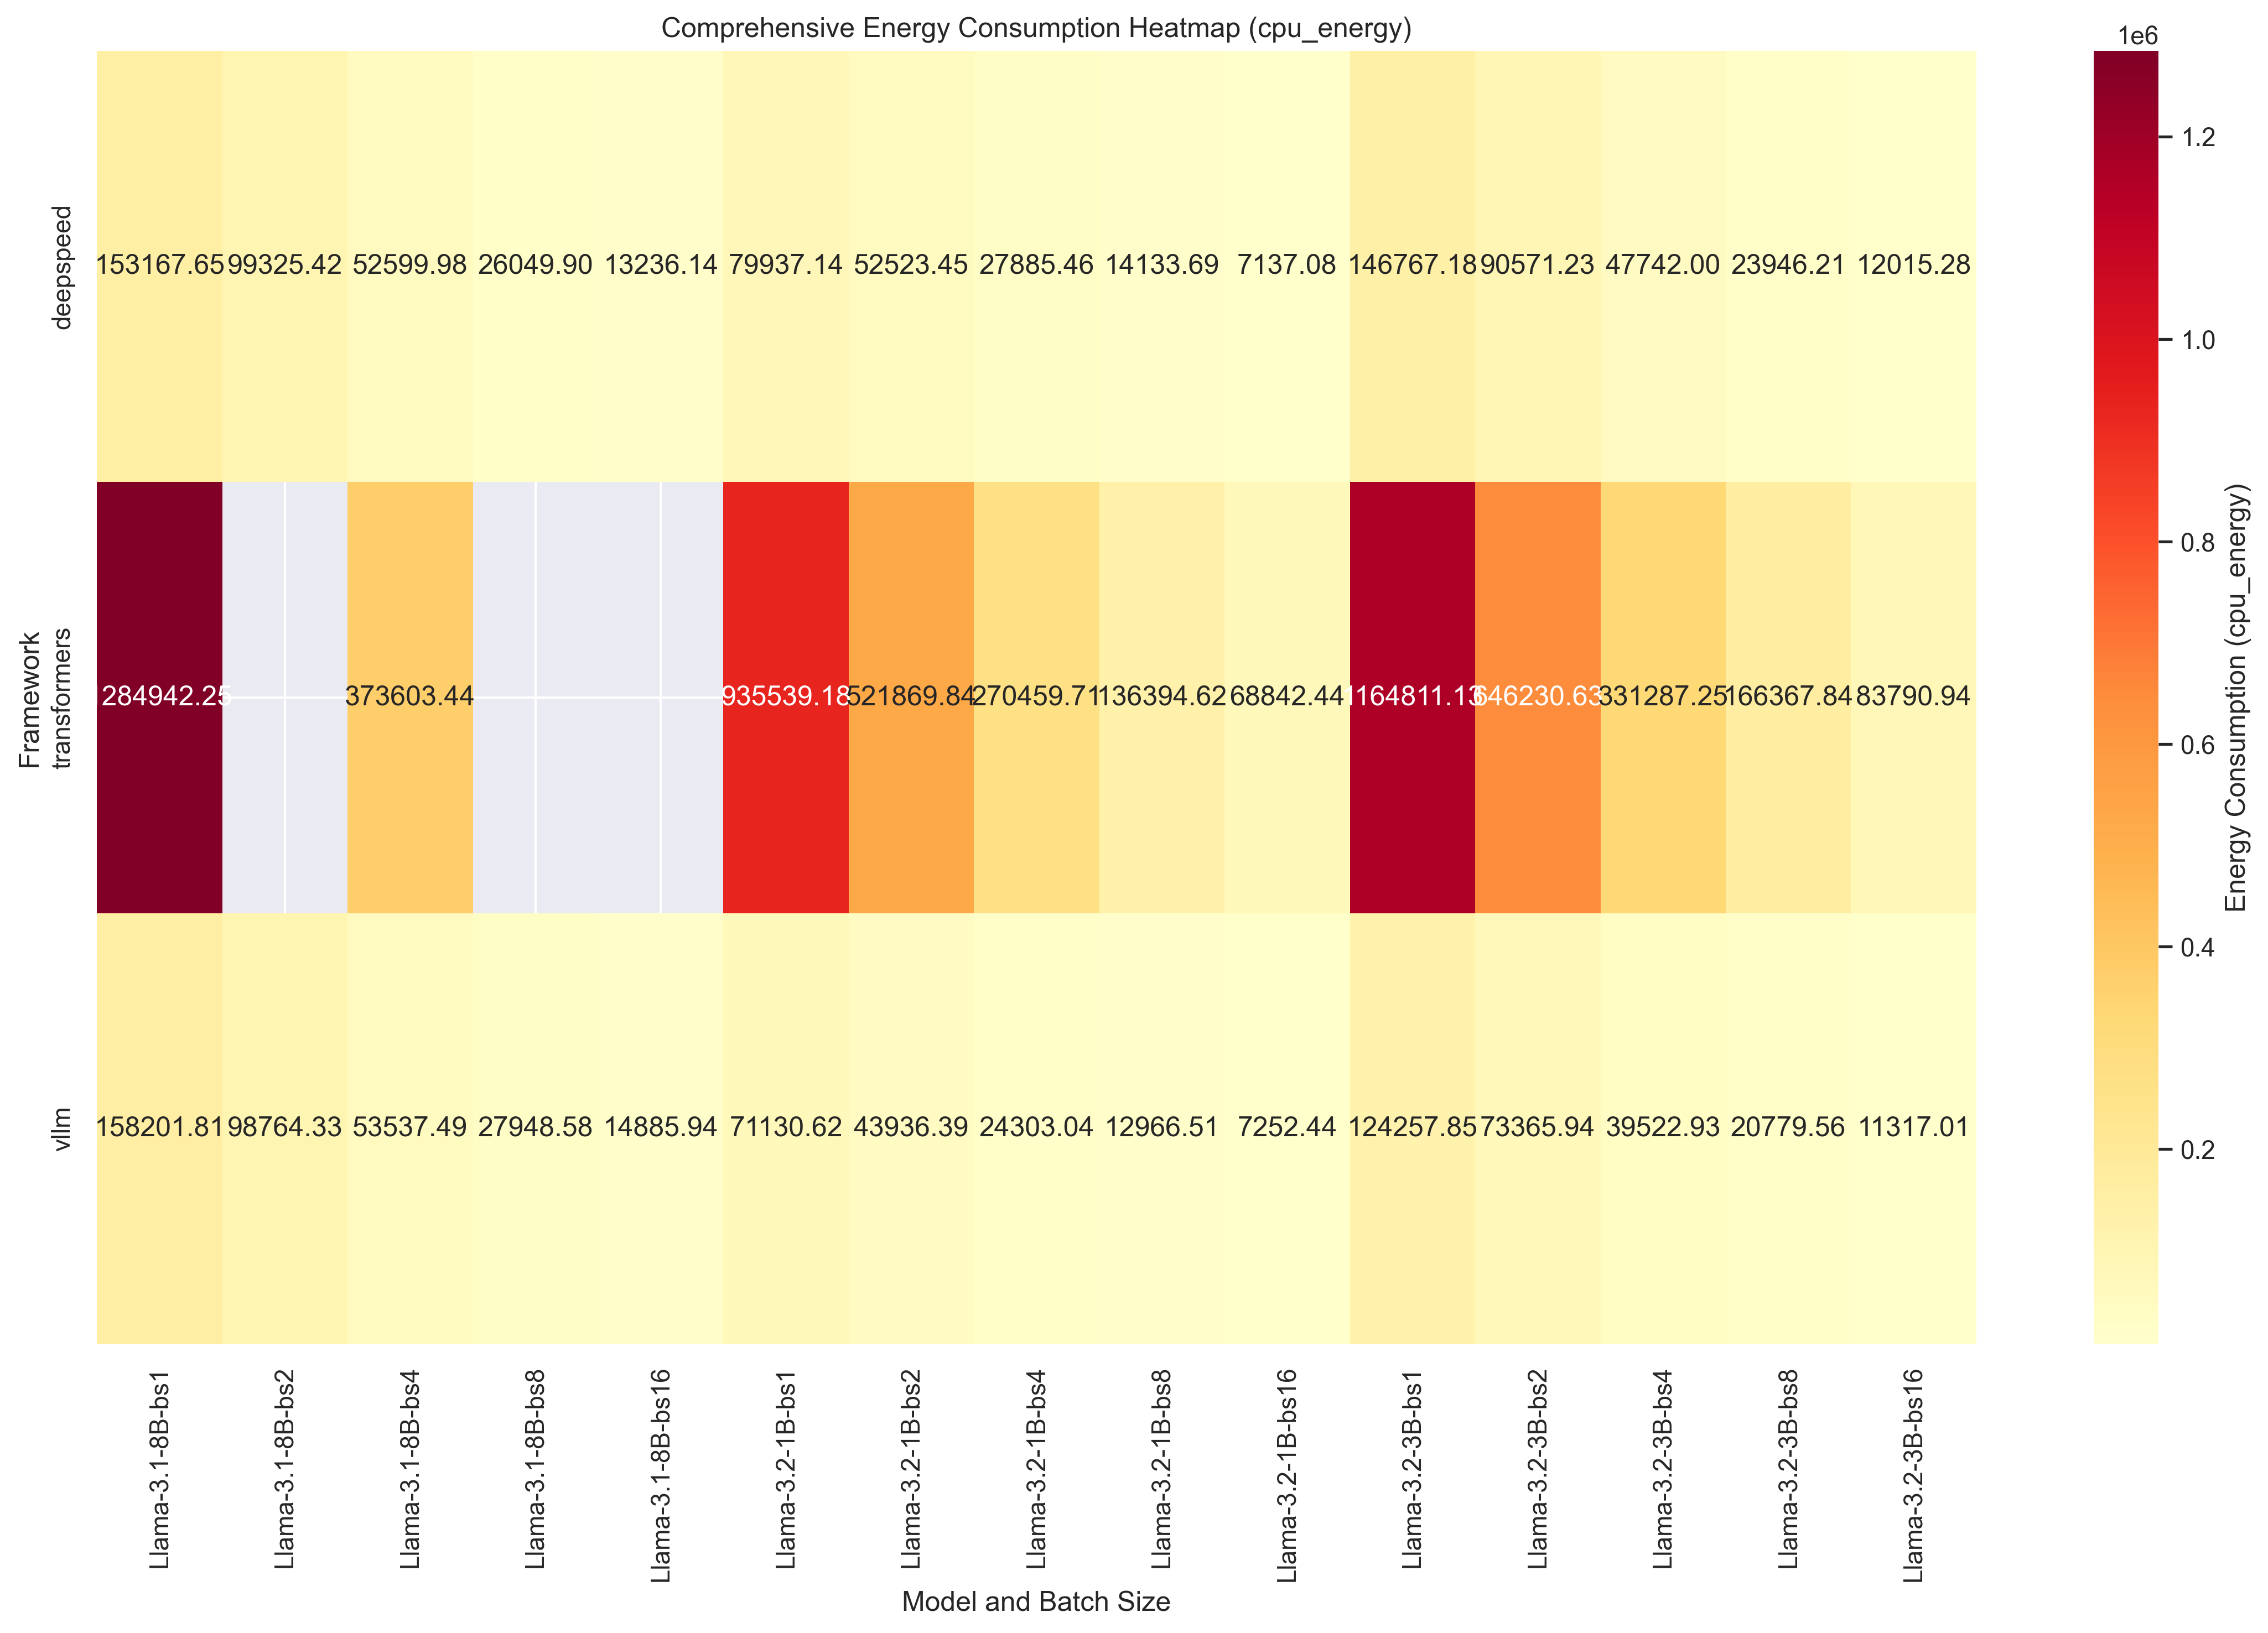 Comprehensive Energy Consumption Heatmap (cpu_energy)
1e6
deepspeed
153167.65 99325.42 52599.98 26049.90 13236.14 79937.14 52523.45 27885.46 14133.69 7137.08 146767.18 90571.23 47742.00 23946.21 12015.28
Framework
transformers
1284942.25 373603.44 935539.18 521869.84 270459.71 136394.62 68842.44 1164811.13 646230.63 331287.25 166367.84 83790.94
vllm
158201.81 98764.33 53537.49 27948.58 14885.94 71130.62 43936.39 24303.04 12966.51 7252.44 124257.85 73365.94 39522.93 20779.56 11317.01
Llama-3.1-8B-bs1
Llama-3.1-8B-bs2
Llama-3.1-8B-bs4
Llama-3.1-8B-bs8
Llama-3.1-8B-bs16
Llama-3.2-1B-bs1
Llama-3.2-1B-bs2
Llama-3.2-1B-bs4
Llama-3.2-1B-bs8
Llama-3.2-1B-bs16
Llama-3.2-3B-bs1
Llama-3.2-3B-bs2
Llama-3.2-3B-bs4
Llama-3.2-3B-bs8
Llama-3.2-3B-bs16
Model and Batch Size
1.2
1.0
0.8
0.6
0.4
0.2
Energy Consumption (cpu_energy)